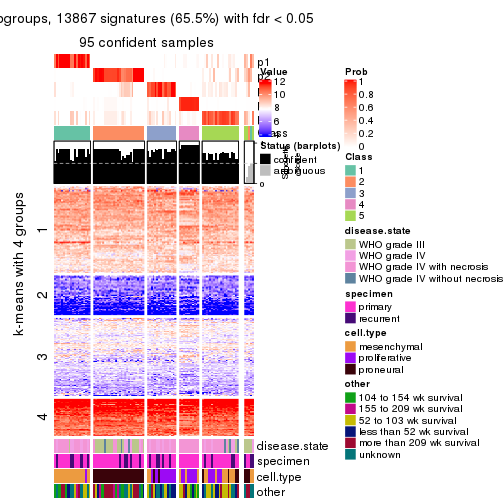 ogroups, 13867 signatures (65.5%) with fdr < 0.05
95 confident samples
p1
Value
12
10
8
6
Prob
1
0.8
0.6
0.4
0.2
0
Status (barplots)
confident
ambiguous
0
Class
1
2
3
4
5
k-means with 4 groups
1
2
3
4
disease.state
WHO grade III
WHO grade IV
WHO grade IV with necrosis
WHO grade IV without necrosis
specimen
primary
recurrent
cell.type
mesenchymal
proliferative
proneural
other
104 to 154 wk survival
155 to 209 wk survival
52 to 103 wk survival
less than 52 wk survival
more than 209 wk survival
unknown
disease.state
specimen
cell.type
other